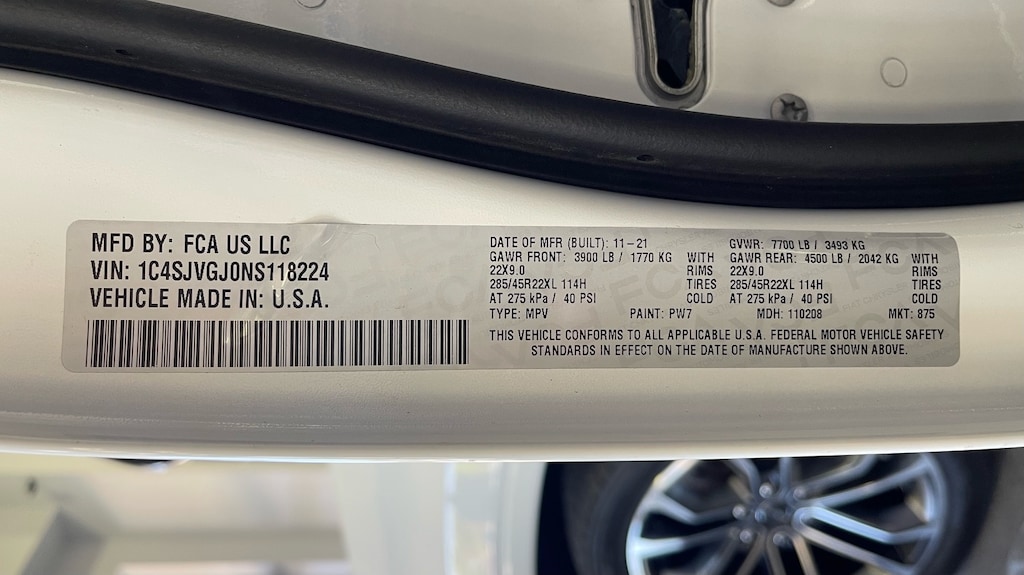 MFD BY: FCA US LLC
VIN: 1C4SJVGJ0NS118224
VEHICLE MADE IN: U.S.A.
DATE OF MFR (BUILT): 11-21 GVWR: 7700 LB / 3493 KG
GAWR FRONT: 3900 LB / 1770 KG WITH GAWR REAR: 4500 LB / 2042 KG WITH
22X9.0 RIMS 22X9.0 RIMS
285/45R22XL 114H TIRES 285/45R22XL 114H TIRES
AT 275 kPa / 40 PSI COLD AT 275 kPa / 40 PSI COLD
TYPE: MPV PAINT: PW7 MDH: 110208 MKT: 875
THIS VEHICLE CONFORMS TO ALL APPLICABLE U.S.A. FEDERAL MOTOR VEHICLE SAFETY
STANDARDS IN EFFECT ON THE DATE OF MANUFACTURE SHOWN ABOVE.